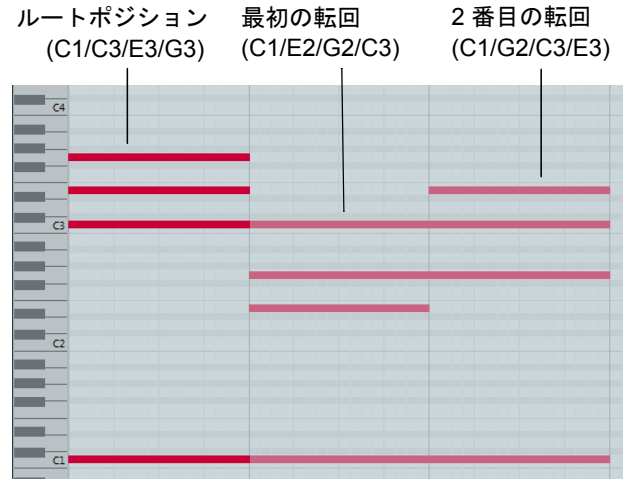 ルートポジション
(C1/C3/E3/G3)
最初の転回
(C1/E2/G2/C3)
2 番目の転回
(C1/G2/C3/E3)
C4
C3
C2
C1